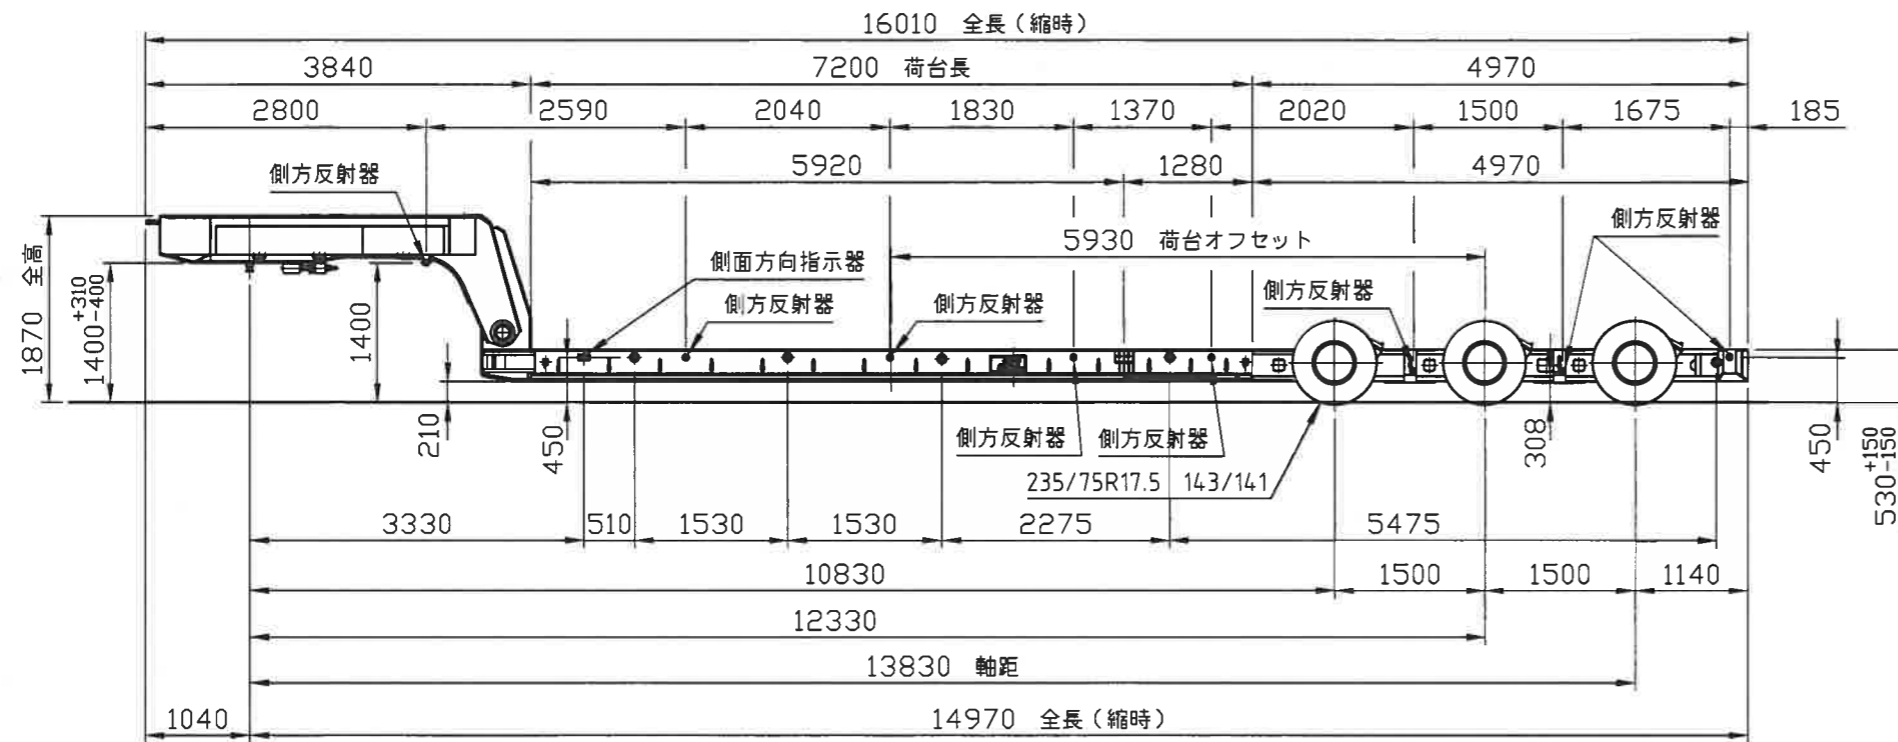 16010 全長（縮時）
3840 7200 荷台長 4970
2800 2590 2040 1830 1370 2020 1500 1675 185
5920 1280 4970
側方反射器
側方反射器
5930 荷台オフセット
側面方向指示器
側方反射器
側方反射器
側方反射器
1870 全高
1400 +310 -400
1400
210
450
側方反射器 側方反射器
235/75R17.5 143/141
308
450
530 +150 -150
3330 510 1530 1530 2275 5475
10830 1500 1500 1140
12330
13830 軸距
1040 14970 全長（縮時）